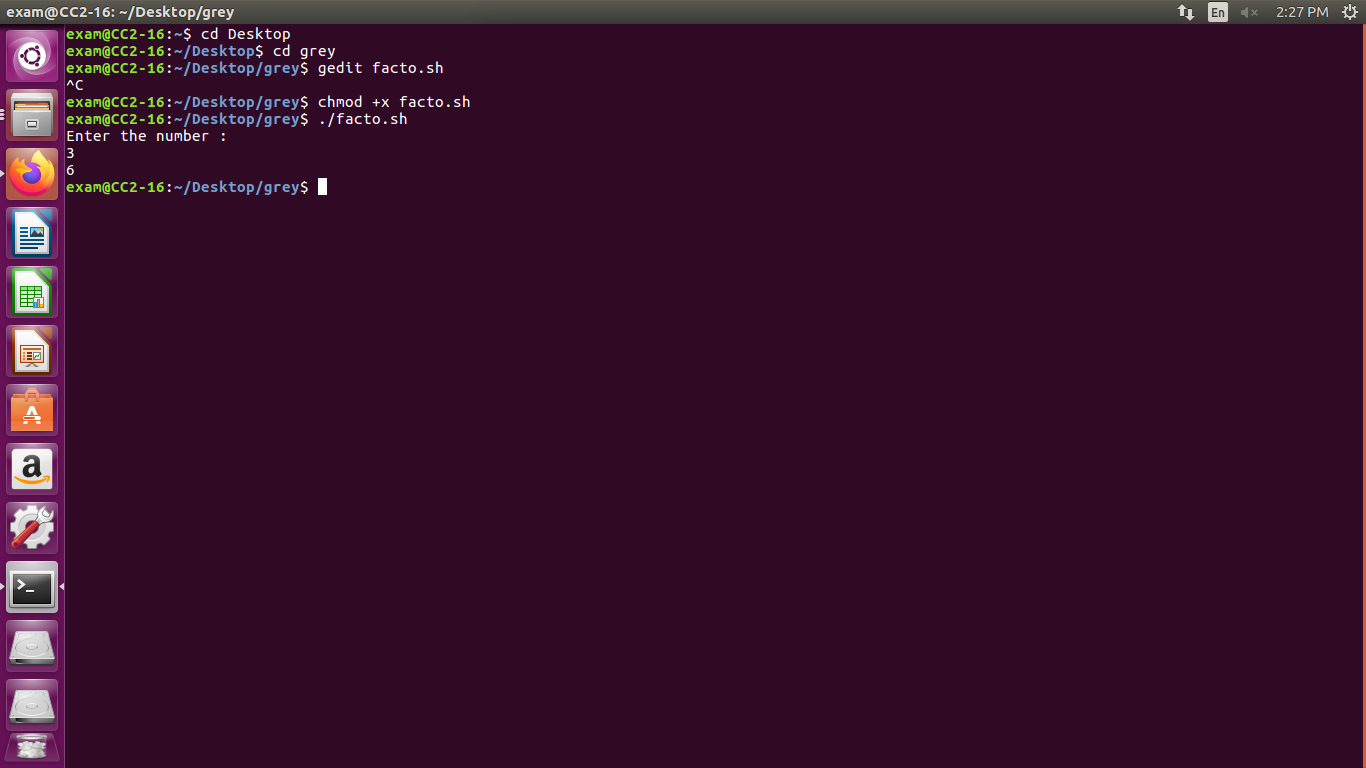 exam@CC2-16: ~/Desktop/grey
En
2:27 PM
exam@CC2-16:~$ cd Desktop
exam@CC2-16:~/Desktop$ cd grey
exam@CC2-16:~/Desktop/grey$ gedit facto.sh
^C
exam@CC2-16:~/Desktop/grey$ chmod +x facto.sh
exam@CC2-16:~/Desktop/grey$ ./facto.sh
Enter the number :
3
6
exam@CC2-16:~/Desktop/grey$
A
a
>_